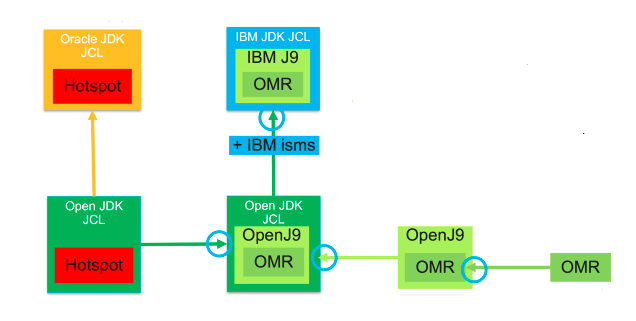 Oracle JDK
JCL
Hotspot
IBM JDK JCL
IBM J9
OMR
+ IBM isms
Open JDK
JCL
Hotspot
Open JDK
JCL
OpenJ9
OMR
OpenJ9
OMR
OMR